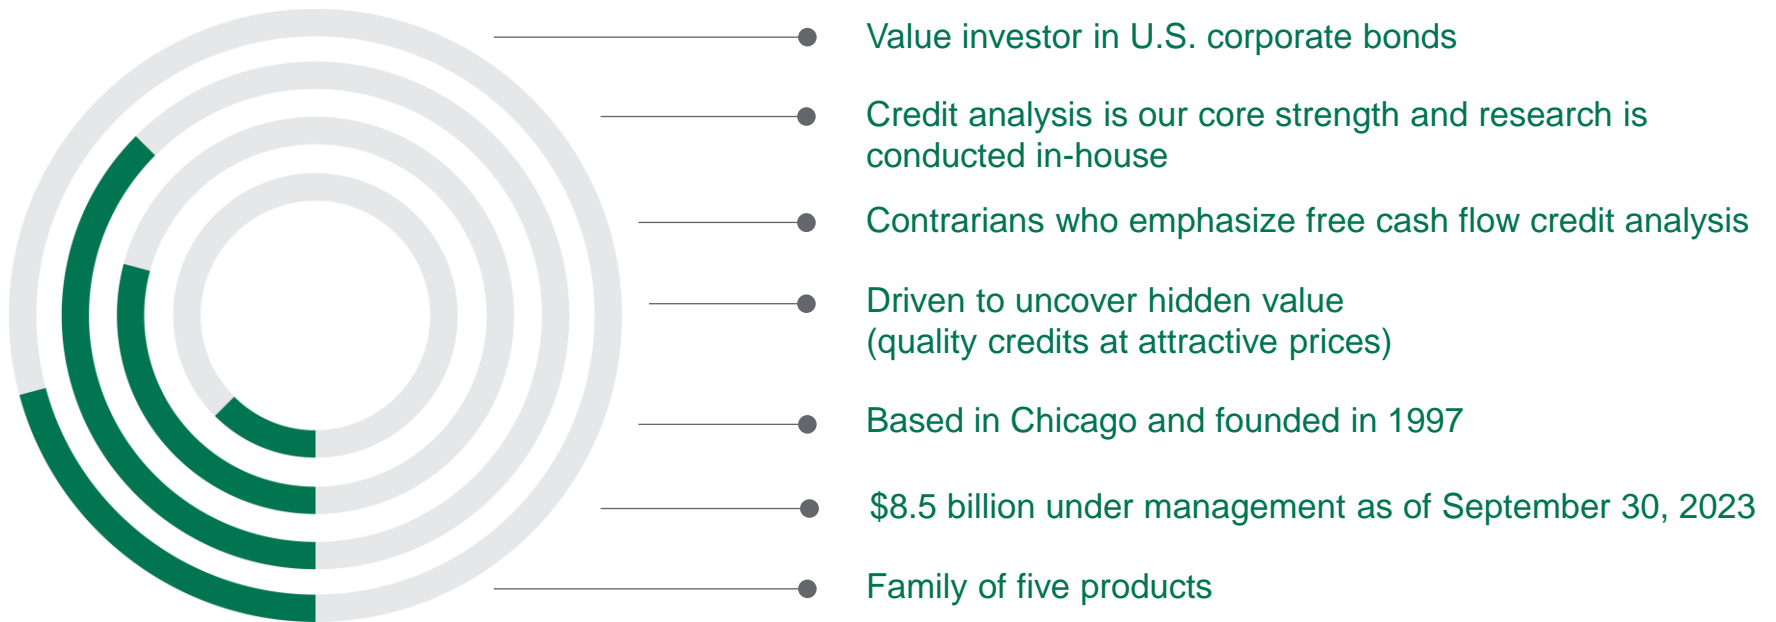 Value investor in U.S. corporate bonds
Credit analysis is our core strength and research is
conducted in-house
Contrarians who emphasize free cash flow credit analysis
Driven to uncover hidden value
(quality credits at attractive prices)
Based in Chicago and founded in 1997
$8.5 billion under management as of September 30, 2023
Family of five products